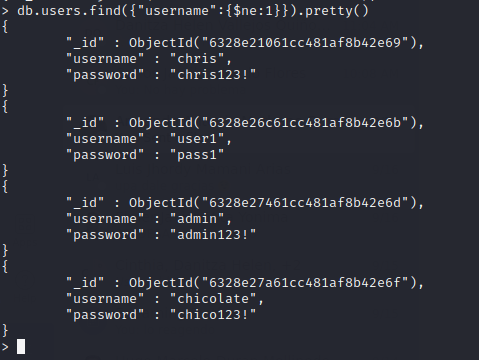 > db.users.find({"username":{$ne:1}}).pretty()
{
        "_id" : ObjectId("6328e21061cc481af8b42e69"),
        "username" : "chris",
        "password" : "chris123!"
}
{
        "_id" : ObjectId("6328e26c61cc481af8b42e6b"),
        "username" : "user1",
        "password" : "pass1"
}
{
        "_id" : ObjectId("6328e27461cc481af8b42e6d"),
        "username" : "admin",
        "password" : "admin123!"
}
{
        "_id" : ObjectId("6328e27a61cc481af8b42e6f"),
        "username" : "chicolate",
        "password" : "chico123!"
}
>